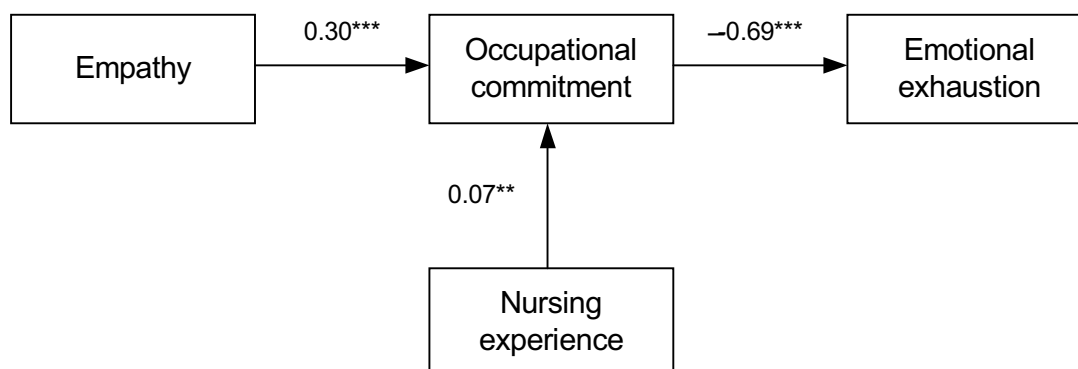 0.30***
–0.69***
Empathy
Occupational
commitment
Emotional
exhaustion
0.07**
Nursing
experience